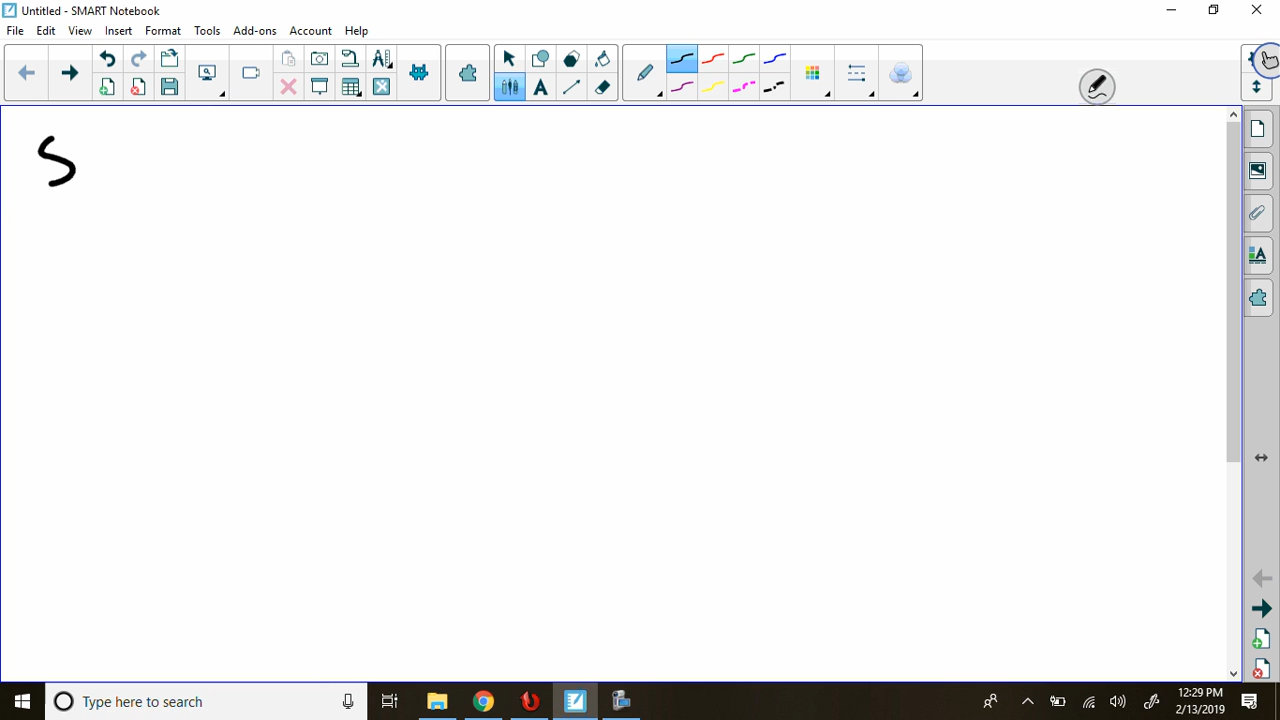 Untitled - SMART Notebook
File Edit View Insert Format Tools Add-ons Account Help
S
Type here to search
12:29 PM
2/13/2019